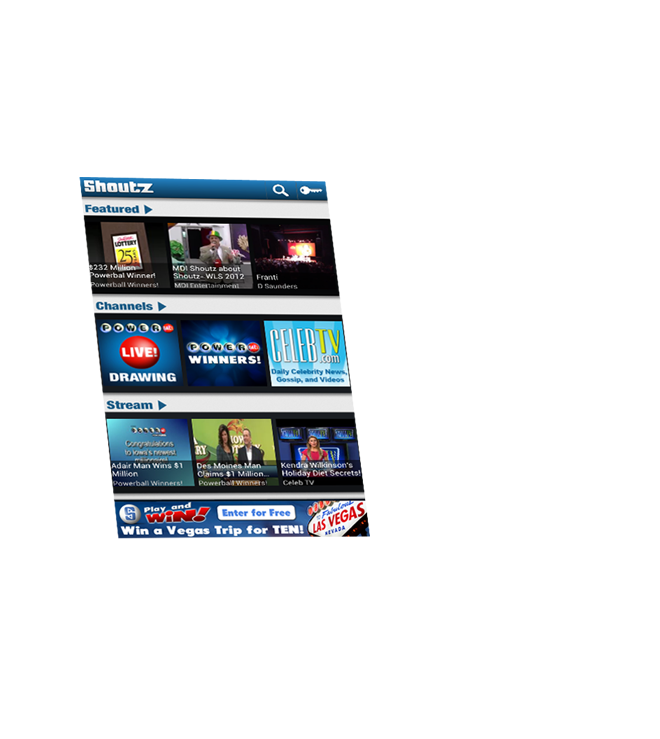 Shoutz
Featured
LOTTERY
25
$232 Million
Powerbal Winner!
Powerball Winners!
MDI Shoutz about
Shoutz- WLS 2012
MDI Entertainment
Franti
D Saunders
Channels
POWERBALL
LIVE!
DRAWING
POWERBALL
WINNERS!
CELEBTV
.com
Daily Celebrity News,
Gossip, and Videos
Stream
Congratulations
to Iowa's newest
Adair Man Wins $1
Million
Powerball Winners!
Des Moines Man
Claims $1 Million...
Powerball Winners!
Kendra Wilkinson's
Holiday Diet Secrets!
Celeb TV
Play and
WIN!
Enter for Free
Win a Vegas Trip for TEN!
Fabulous
LAS VEGAS
NEVADA